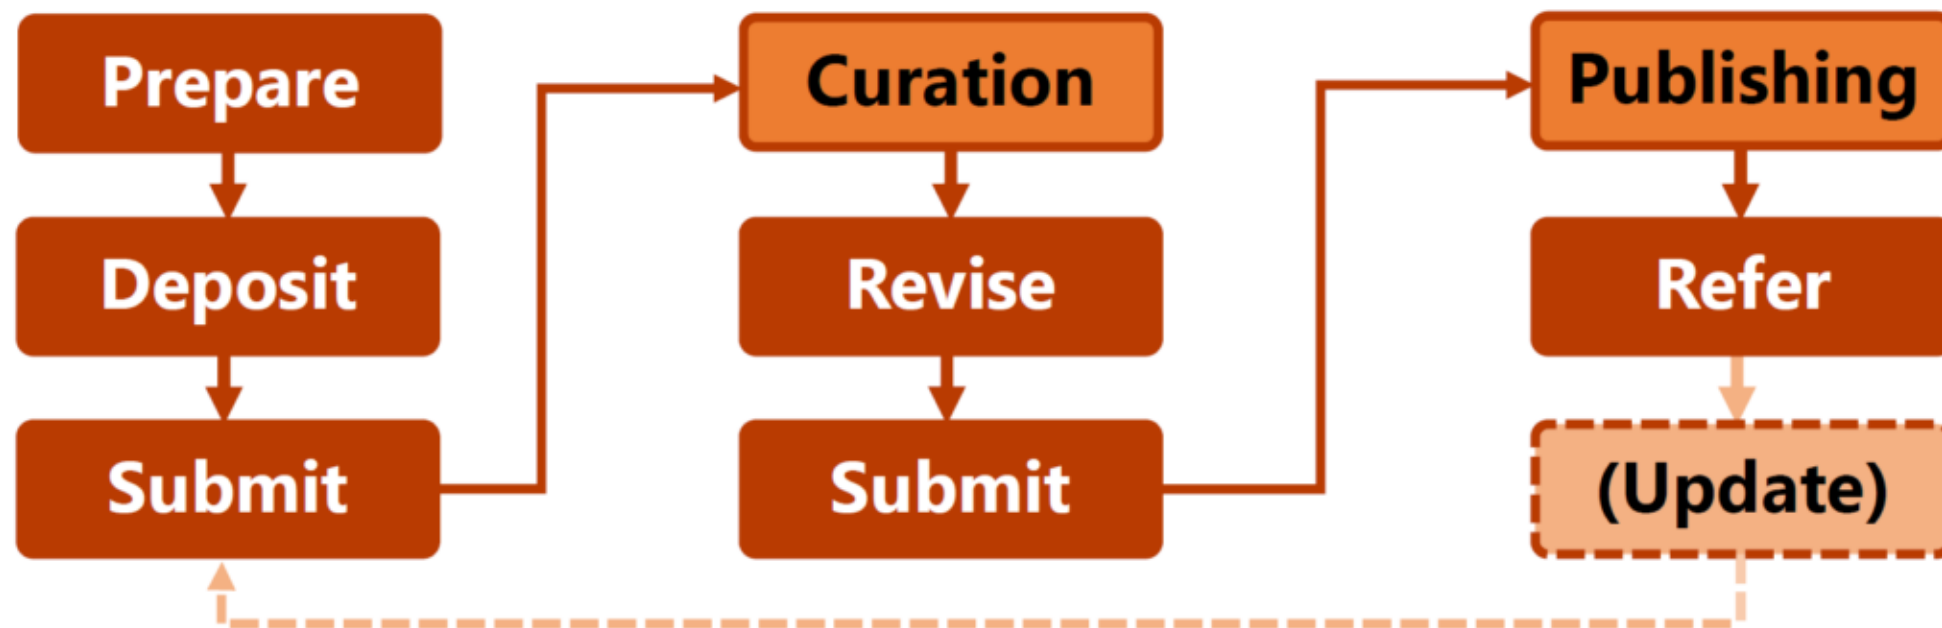 Prepare
Deposit
Submit
Curation
Revise
Submit
Publishing
Refer
(Update)